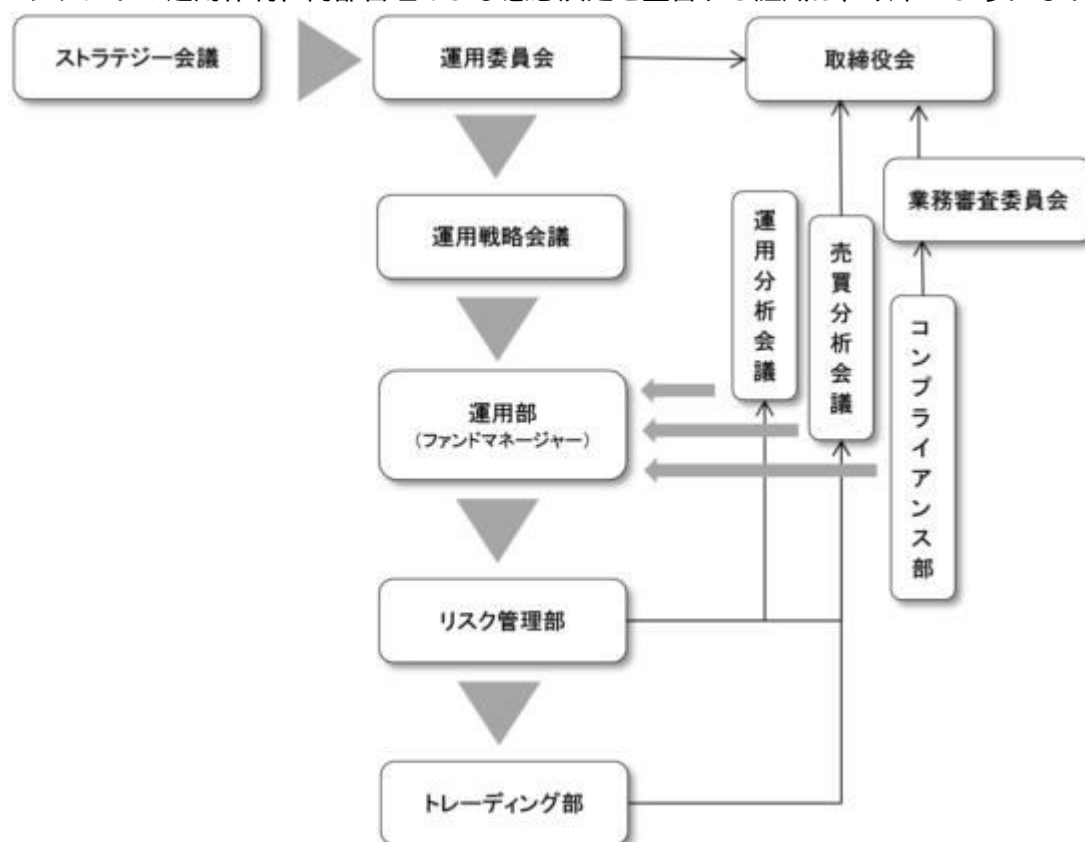 ストラテジー会議
運用委員会
取締役会
業務審査委員会
運用戦略会議
運用分析会議
売買分析会議
コンプライアンス部
運用部
（ファンドマネージャー）
リスク管理部
トレーディング部